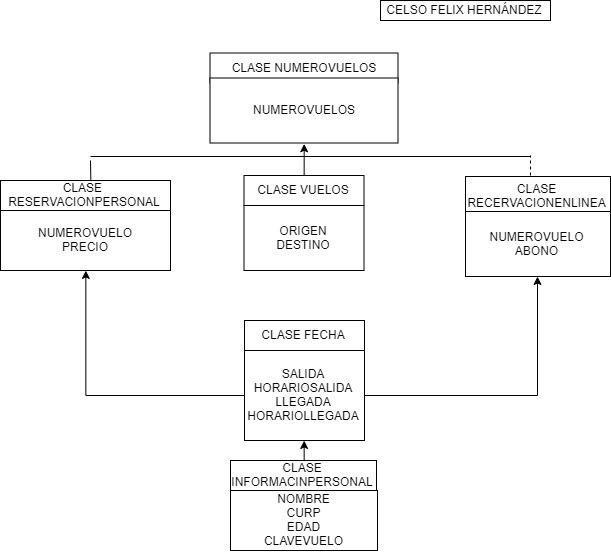 CELSO FELIX HERNÁNDEZ
CLASE NUMEROVUELOS
NUMEROVUELOS
CLASE
RESERVACIONPERSONAL
NUMEROVUELO
PRECIO
CLASE VUELOS
ORIGEN
DESTINO
CLASE
RECERVACIONENLINEA
NUMEROVUELO
ABONO
CLASE FECHA
SALIDA
HORARIOSALIDA
LLEGADA
HORARIOLLEGADA
CLASE
INFORMACINPERSONAL
NOMBRE
CURP
EDAD
CLAVEVUELO